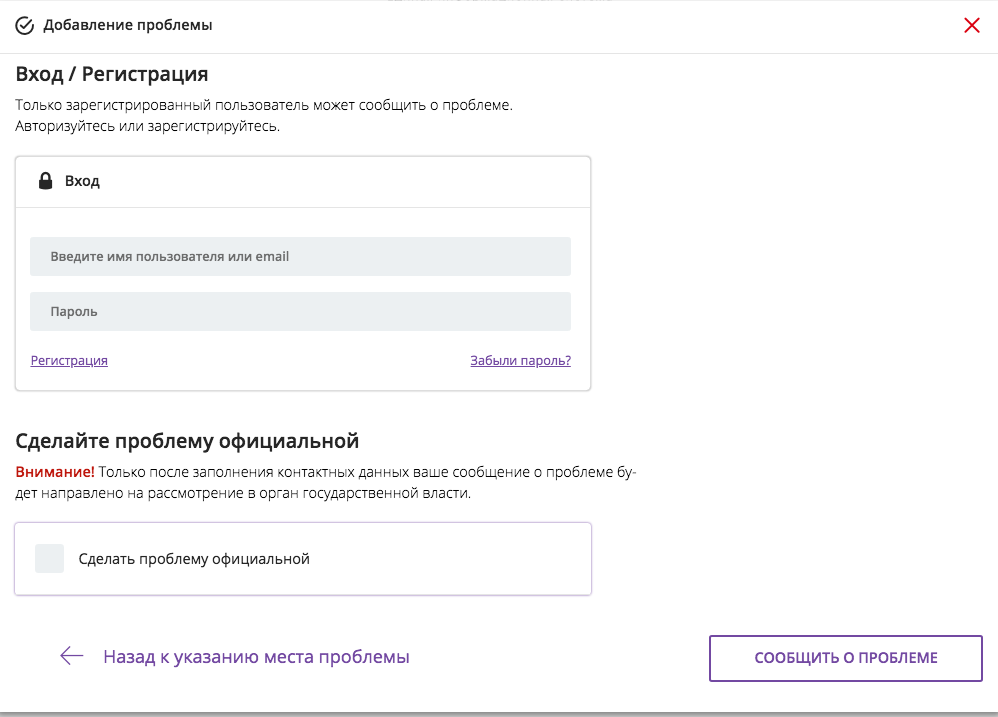 Добавление проблемы
Вход / Регистрация
Только зарегистрированный пользователь может сообщить о проблеме.
Авторизуйтесь или зарегистрируйтесь.
Вход
Введите имя пользователя или email
Пароль
Регистрация
Забыли пароль?
Сделайте проблему официальной
Внимание! Только после заполнения контактных данных ваше сообщение о проблеме бу-
дет направлено на рассмотрение в орган государственной власти.
Сделать проблему официальной
Назад к указанию места проблемы
СООБЩИТЬ О ПРОБЛЕМЕ